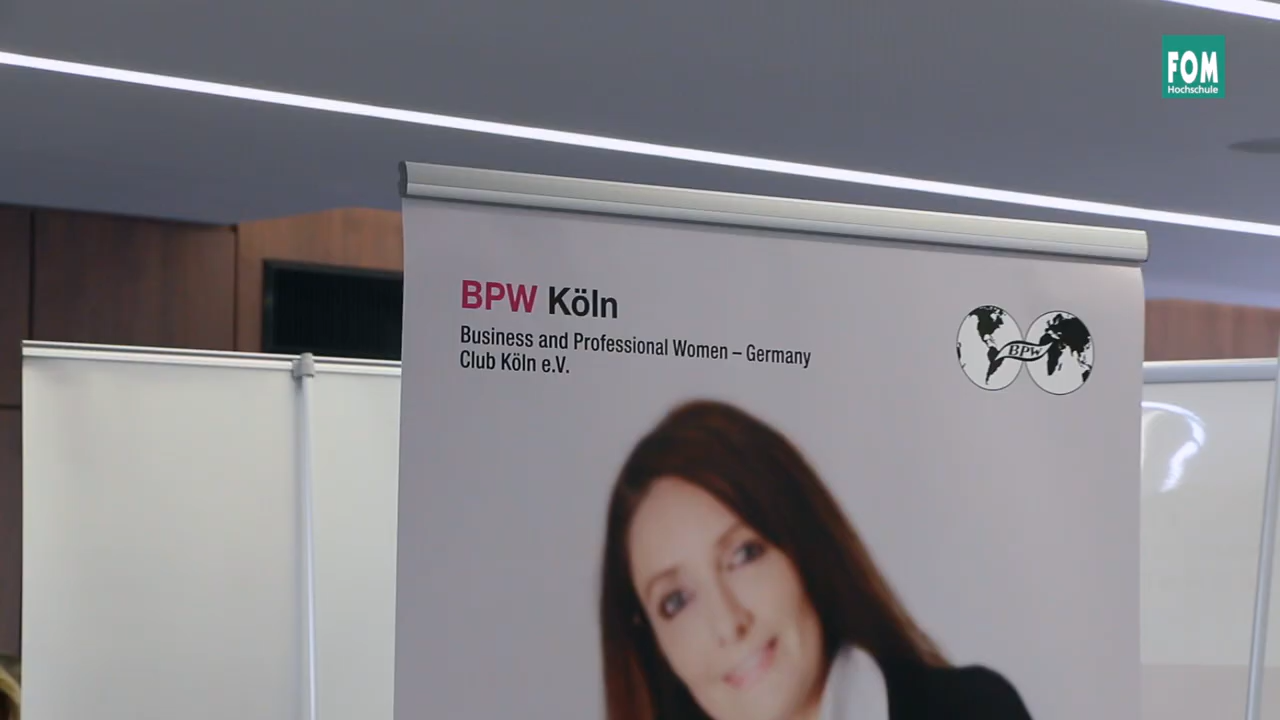 FOM
Hochschule
BPW Köln
Business and Professional Women – Germany
Club Köln e.V.
BPW